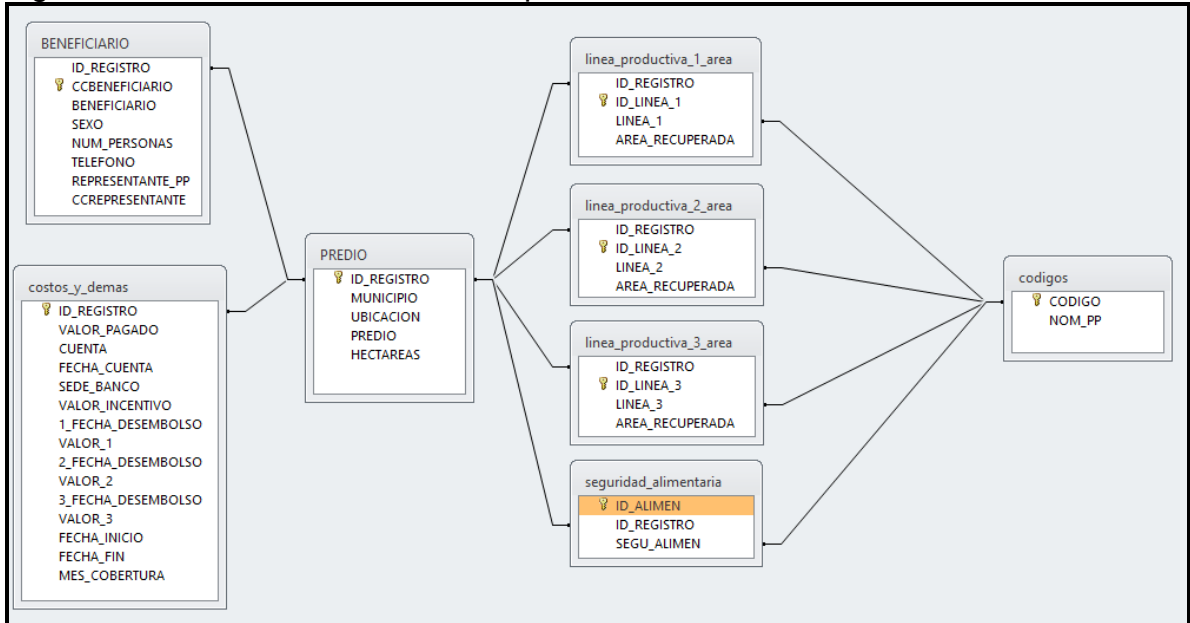 BENEFICIARIO
ID_REGISTRO
CCBENEFICIARIO
BENEFICIARIO
SEXO
NUM_PERSONAS
TELEFONO
REPRESENTANTE_PP
CCREPRESENTANTE
costos_y_demas
ID_REGISTRO
VALOR_PAGADO
CUENTA
FECHA_CUENTA
SEDE_BANCO
VALOR_INCENTIVO
1_FECHA_DESEMBOLSO
VALOR_1
2_FECHA_DESEMBOLSO
VALOR_2
3_FECHA_DESEMBOLSO
VALOR_3
FECHA_INICIO
FECHA_FIN
MES_COBERTURA
PREDIO
ID_REGISTRO
MUNICIPIO
UBICACION
PREDIO
HECTAREAS
linea_productiva_1_area
ID_REGISTRO
ID_LINEA_1
LINEA_1
AREA_RECUPERADA
linea_productiva_2_area
ID_REGISTRO
ID_LINEA_2
LINEA_2
AREA_RECUPERADA
linea_productiva_3_area
ID_REGISTRO
ID_LINEA_3
LINEA_3
AREA_RECUPERADA
seguridad_alimentaria
ID_ALIMEN
ID_REGISTRO
SEGU_ALIMEN
codigos
CODIGO
NOM_PP